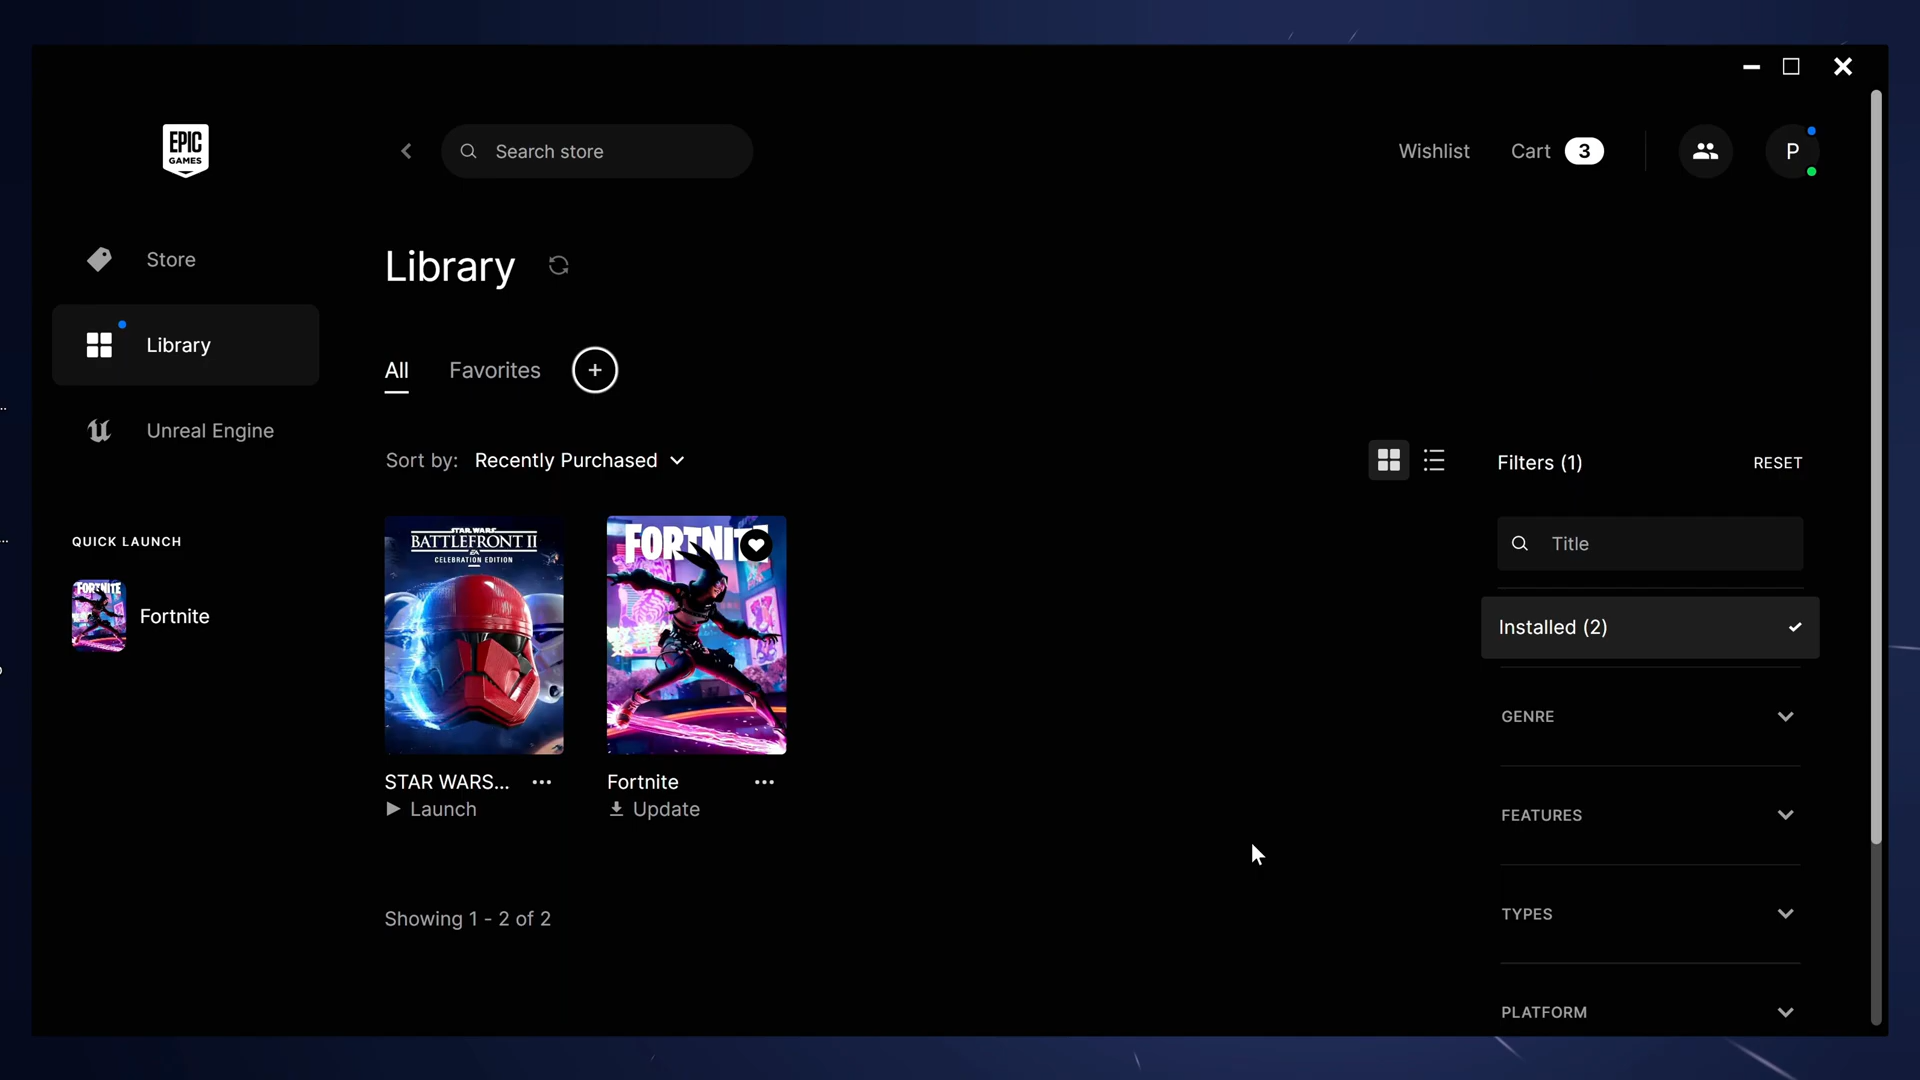 EPIC
GAMES
Search store
Wishlist
Cart 3
P
Store
Library
Unreal Engine
QUICK LAUNCH
FORTNITE
Fortnite
Library
All
Favorites
+
Sort by: Recently Purchased
STAR WARS
BATTLEFRONT II
EA
CELEBRATION EDITION
STAR WARS...
Launch
FORTNITE
Fortnite
Update
Showing 1 - 2 of 2
Filters (1)
RESET
Title
Installed (2)
GENRE
FEATURES
TYPES
PLATFORM